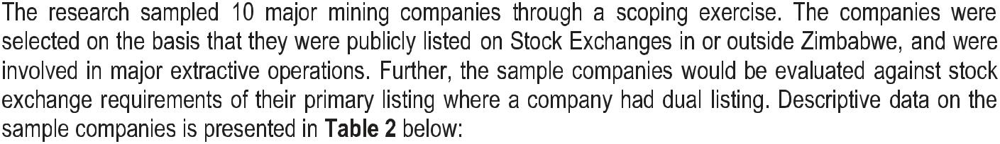 The research sampled 10 major mining companies through a scoping exercise. The companies were
selected on the basis that they were publicly listed on Stock Exchanges in or outside Zimbabwe, and were
involved in major extractive operations. Further, the sample companies would be evaluated against stock
exchange requirements of their primary listing where a company had dual listing. Descriptive data on the
sample companies is presented in Table 2 below: